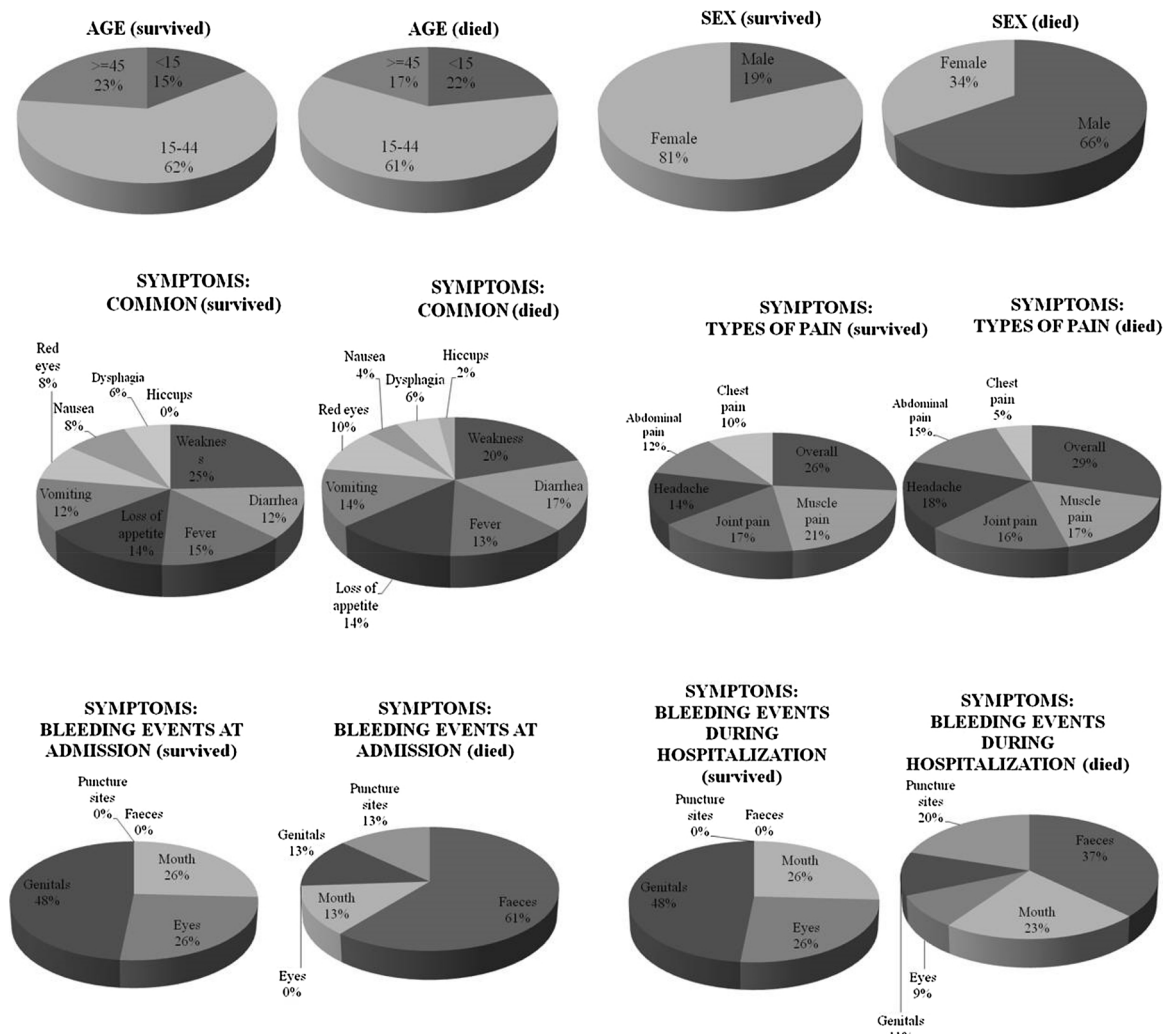 AGE (survived)
>=45
23%
<15
15%
15-44
62%
AGE (died)
>=45
17%
<15
22%
15-44
61%
SEX (survived)
Male
19%
Female
81%
SEX (died)
Female
34%
Male
66%
SYMPTOMS:
COMMON (survived)
Red
eyes
8%
Nausea
8%
Dysphagia
6%
Hiccups
0%
Weaknes
s
25%
Vomiting
12%
Diarrhea
12%
Loss of
appetite
14%
Fever
15%
SYMPTOMS:
COMMON (died)
Nausea
4%
Dysphagia
6%
Hiccups
2%
Red eyes
10%
Weakness
20%
Vomiting
14%
Diarrhea
17%
Fever
13%
Loss of
appetite
14%
SYMPTOMS:
TYPES OF PAIN (survived)
Abdominal
pain
12%
Chest
pain
10%
Overall
26%
Headache
14%
Joint pain
17%
Muscle
pain
21%
SYMPTOMS:
TYPES OF PAIN (died)
Abdominal
pain
15%
Chest
pain
5%
Overall
29%
Headache
18%
Joint pain
16%
Muscle
pain
17%
SYMPTOMS:
BLEEDING EVENTS AT
ADMISSION (survived)
Puncture
sites
0%
Faeces
0%
Mouth
26%
Genitals
48%
Eyes
26%
SYMPTOMS:
BLEEDING EVENTS AT
ADMISSION (died)
Puncture
sites
13%
Genitals
13%
Mouth
13%
Faeces
61%
Eyes
0%
SYMPTOMS:
BLEEDING EVENTS
DURING
HOSPITALIZATION
(survived)
Puncture
sites
0%
Faeces
0%
Mouth
26%
Genitals
48%
Eyes
26%
SYMPTOMS:
BLEEDING EVENTS
DURING
HOSPITALIZATION (died)
Puncture
sites
20%
Faeces
37%
Mouth
23%
Eyes
9%
Genitals